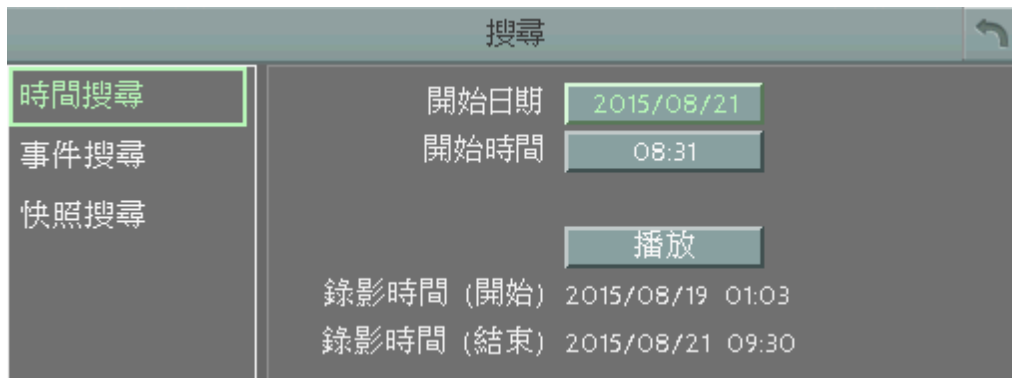 搜尋
時間搜尋
事件搜尋
快照搜尋
開始日期 2015/08/21
開始時間 08:31
播放
錄影時間 (開始) 2015/08/19 01:03
錄影時間 (結束) 2015/08/21 09:30